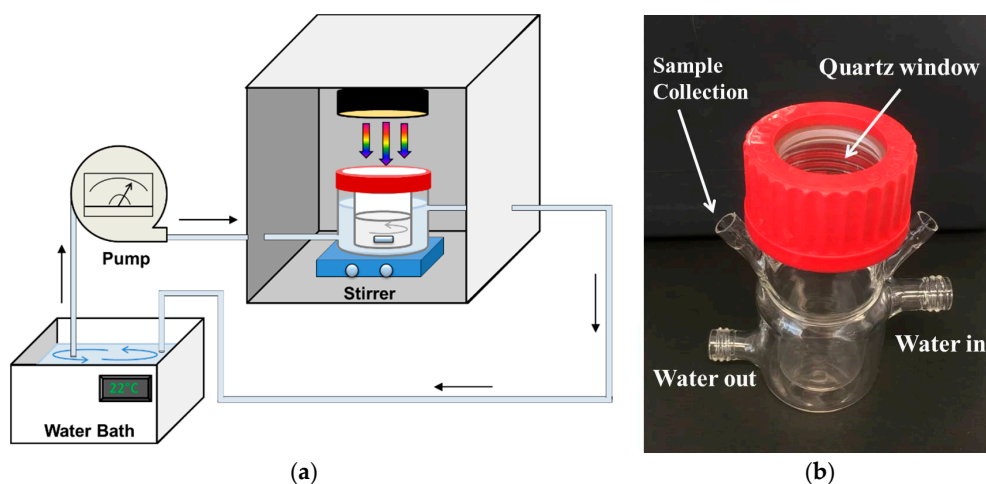 Pump
Stirrer
22°C
Water Bath
(a)
Sample
Collection
Quartz window
Water in
Water out
(b)